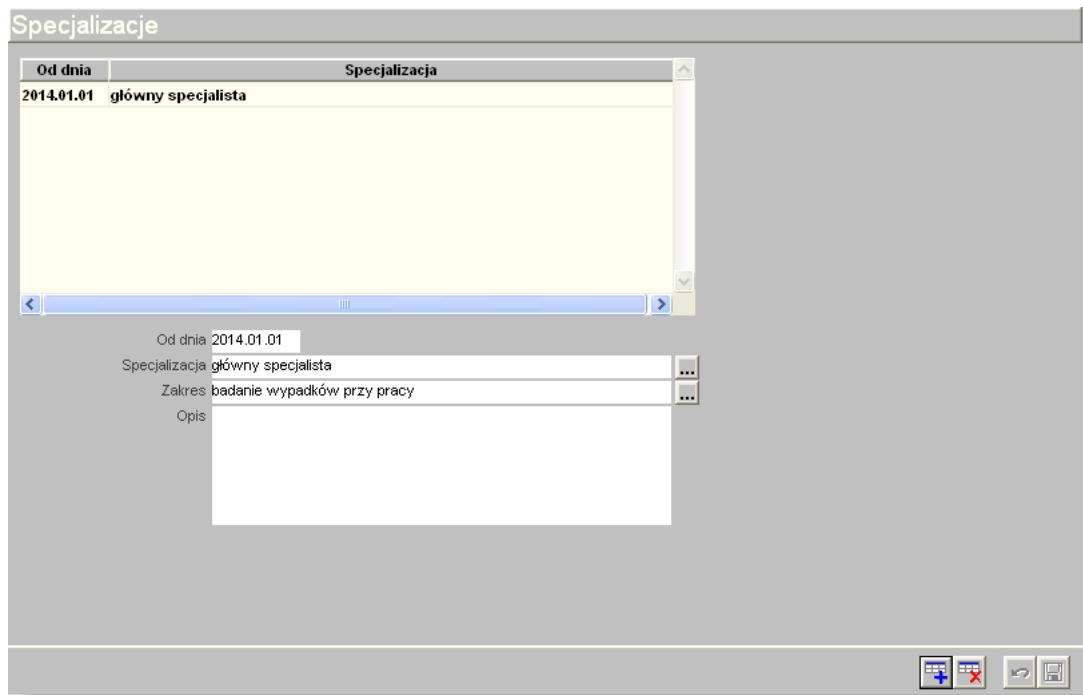 Specjalizacje
Od dnia Specjalizacja
2014.01.01 główny specjalista
Od dnia 2014.01.01
Specjalizacja główny specjalista ...
Zakres badanie wypadków przy pracy ...
Opis